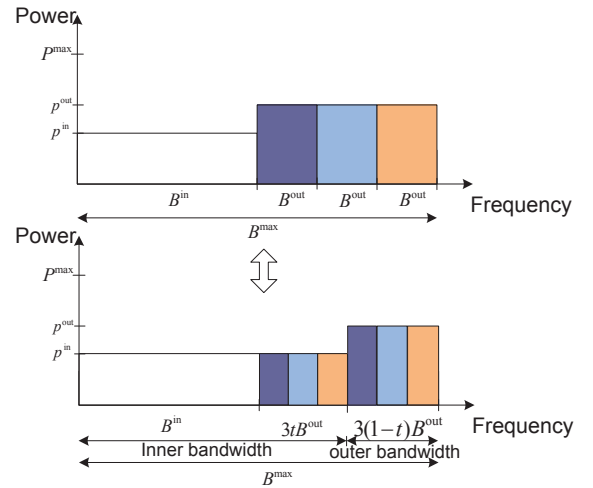 Power
P^max
p^out
p^in
B^in B^out B^out B^out
Frequency
B^max
Power
P^max
p^out
p^in
B^in 3tB^out 3(1−t)B^out Frequency
Inner bandwidth outer bandwidth
B^max